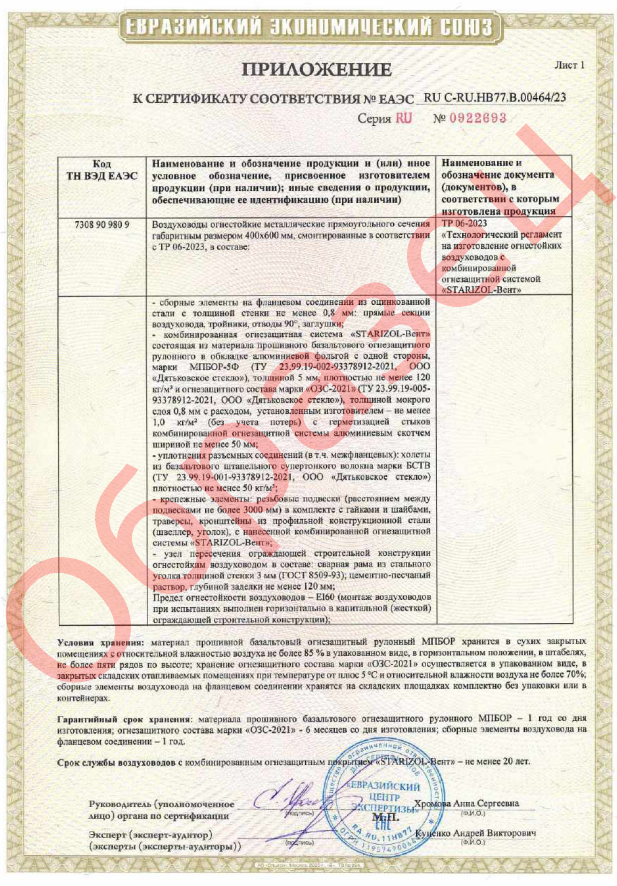 ЕВРАЗИЙСКИЙ ЭКОНОМИЧЕСКИЙ СОЮЗ
ПРИЛОЖЕНИЕ
Лист 1
К СЕРТИФИКАТУ СООТВЕТСТВИЯ № ЕАЭС RU C-RU.НВ77.В.00464/23
Серия RU № 0922693
Код
ТН ВЭД ЕАЭС
Наименование и обозначение продукции и (или) иное
условное обозначение, присвоенное изготовителем
продукции (при наличии); иные сведения о продукции,
обеспечивающие ее идентификацию (при наличии)
Наименование и
обозначение документа
(документов), в
соответствии с которым
изготовлена продукция
7308 90 980 9
Воздуховоды огнестойкие металлические прямоугольного сечения
габаритным размером 400х600 мм, смонтированные в соответствии
с ТР 06-2023, в составе:
ТР 06-2023
«Технологический регламент
на изготовление огнестойких
воздуховодов с
комбинированной
огнезащитной системой
«STARIZOL-Вент»
- сборные элементы на фланцевом соединении из оцинкованной
стали с толщиной стенки не менее 0,8 мм: прямые секции
воздуховода, тройники, отводы 90°, заглушки;
- комбинированная огнезащитная система «STARIZOL-Вент»
состоящая из материала прошивного базальтового огнезащитного
рулонного в обкладке алюминиевой фольгой с одной стороны,
марки МПБОР-5Ф (ТУ 23.99.19-002-93378912-2021, ООО
«Дятьковское стекло»), толщиной 5 мм, плотностью не менее 120
кг/м³ и огнезащитного состава марки «ОЗС-2021» (ТУ 23.99.19-005-
93378912-2021, ООО «Дятьковское стекло»), толщиной мокрого
слоя 0,8 мм с расходом, установленным изготовителем – не менее
1,0 кг/м² (без учета потерь) с герметизацией стыков
комбинированной огнезащитной системы алюминиевым скотчем
шириной не менее 50 мм;
- уплотнения разъемных соединений (в т.ч. межфланцевых): холсты
из базальтового штапельного супертонкого волокна марки БСТВ
(ТУ 23.99.19-001-93378912-2021, ООО «Дятьковское стекло»)
плотностью не менее 50 кг/м³;
- крепежные элементы: резьбовые подвески (расстоянием между
подвесками не более 3000 мм) в комплекте с гайками и шайбами,
траверсы, кронштейны из профильной конструкционной стали
(швеллер, уголок), с нанесенной комбинированной огнезащитной
системы «STARIZOL-Вент»;
- узел пересечения ограждающей строительной конструкции
огнестойким воздуховодом в составе: сварная рама из стального
уголка толщиной стенки 3 мм (ГОСТ 8509-93); цементно-песчаный
раствор, глубиной заделки не менее 120 мм;
Предел огнестойкости воздуховодов – EI60 (монтаж воздуховодов
при испытаниях выполнен горизонтально в капитальной (жесткой)
ограждающей строительной конструкции);
Условия хранения: материал прошивной базальтовый огнезащитный рулонный МПБОР хранится в сухих закрытых
помещениях с относительной влажностью воздуха не более 85 % в упакованном виде, в горизонтальном положении, в штабелях,
не более пяти рядов по высоте; хранение огнезащитного состава марки «ОЗС-2021» осуществляется в упакованном виде, в
закрытых складских отапливаемых помещениях при температуре от плюс 5 ºС и относительной влажности воздуха не более 70%;
сборные элементы воздуховода на фланцевом соединении хранятся на складских площадках комплектно без упаковки или в
контейнерах.
Гарантийный срок хранения: материала прошивного базальтового огнезащитного рулонного МПБОР – 1 год со дня
изготовления; огнезащитного состава марки «ОЗС-2021» - 6 месяцев со дня изготовления; сборные элементы воздуховода на
фланцевом соединении – 1 год.
Срок службы воздуховодов с комбинированным огнезащитным покрытием «STARIZOL-Вент» – не менее 20 лет.
Руководитель (уполномоченное
лицо) органа по сертификации
(подпись)
М.П.
Хромова Анна Сергеевна
(Ф.И.О.)
Эксперт (эксперт-аудитор)
(эксперты (эксперты-аудиторы))
(подпись)
Куценко Андрей Викторович
(Ф.И.О.)
«ЕВРАЗИЙСКИЙ
ЦЕНТР
ЭКСПЕРТИЗЫ»
ЕАС
RA.RU.11НВ77
Образец